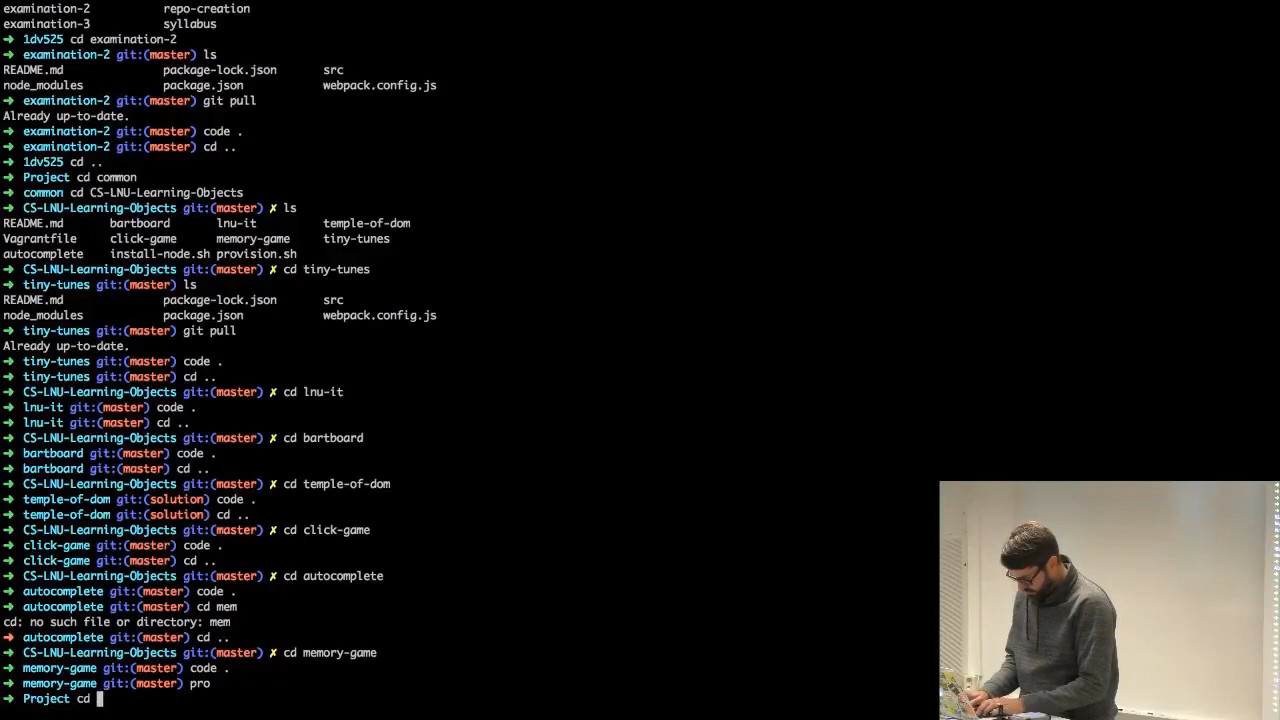 examination-2 repo-creation
examination-3 syllabus
➜ 1dv525 cd examination-2
➜ examination-2 git:(master) ls
README.md package-lock.json src
node_modules package.json webpack.config.js
➜ examination-2 git:(master) git pull
Already up-to-date.
➜ examination-2 git:(master) code .
➜ examination-2 git:(master) cd ..
➜ 1dv525 cd ..
➜ Project cd common
➜ common cd CS-LNU-Learning-Objects
➜ CS-LNU-Learning-Objects git:(master) ✗ ls
README.md bartboard lnu-it temple-of-dom
Vagrantfile click-game memory-game tiny-tunes
autocomplete install-node.sh provision.sh
➜ CS-LNU-Learning-Objects git:(master) ✗ cd tiny-tunes
➜ tiny-tunes git:(master) ls
README.md package-lock.json src
node_modules package.json webpack.config.js
➜ tiny-tunes git:(master) git pull
Already up-to-date.
➜ tiny-tunes git:(master) code .
➜ tiny-tunes git:(master) cd ..
➜ CS-LNU-Learning-Objects git:(master) ✗ cd lnu-it
➜ lnu-it git:(master) code .
➜ lnu-it git:(master) cd ..
➜ CS-LNU-Learning-Objects git:(master) ✗ cd bartboard
➜ bartboard git:(master) code .
➜ bartboard git:(master) cd ..
➜ CS-LNU-Learning-Objects git:(master) ✗ cd temple-of-dom
➜ temple-of-dom git:(solution) code .
➜ temple-of-dom git:(solution) cd ..
➜ CS-LNU-Learning-Objects git:(master) ✗ cd click-game
➜ click-game git:(master) code .
➜ click-game git:(master) cd ..
➜ CS-LNU-Learning-Objects git:(master) ✗ cd autocomplete
➜ autocomplete git:(master) code .
➜ autocomplete git:(master) cd mem
cd: no such file or directory: mem
➜ autocomplete git:(master) cd ..
➜ CS-LNU-Learning-Objects git:(master) ✗ cd memory-game
➜ memory-game git:(master) code .
➜ memory-game git:(master) pro
➜ Project cd